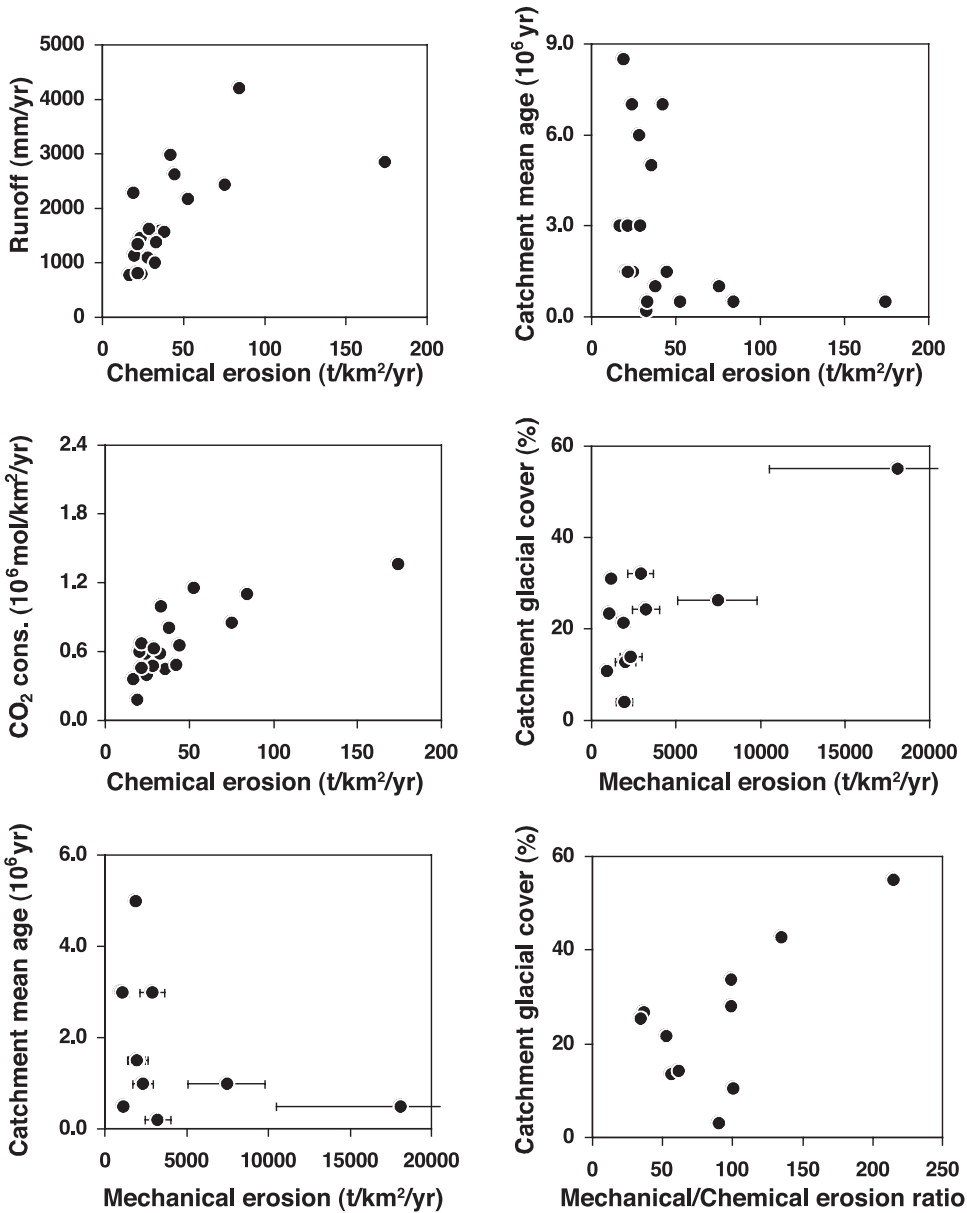 Runoff (mm/yr)
5000
4000
3000
2000
1000
0
0 50 100 150 200
Chemical erosion (t/km²/yr)
Catchment mean age (10⁶ yr)
9.0
6.0
3.0
0.0
0 50 100 150 200
Chemical erosion (t/km²/yr)
CO₂ cons. (10⁶ mol/km²/yr)
2.4
1.8
1.2
0.6
0.0
0 50 100 150 200
Chemical erosion (t/km²/yr)
Catchment glacial cover (%)
60
40
20
0
0 5000 10000 15000 20000
Mechanical erosion (t/km²/yr)
Catchment mean age (10⁶ yr)
6.0
4.0
2.0
0.0
0 5000 10000 15000 20000
Mechanical erosion (t/km²/yr)
Catchment glacial cover (%)
60
40
20
0
0 50 100 150 200 250
Mechanical/Chemical erosion ratio